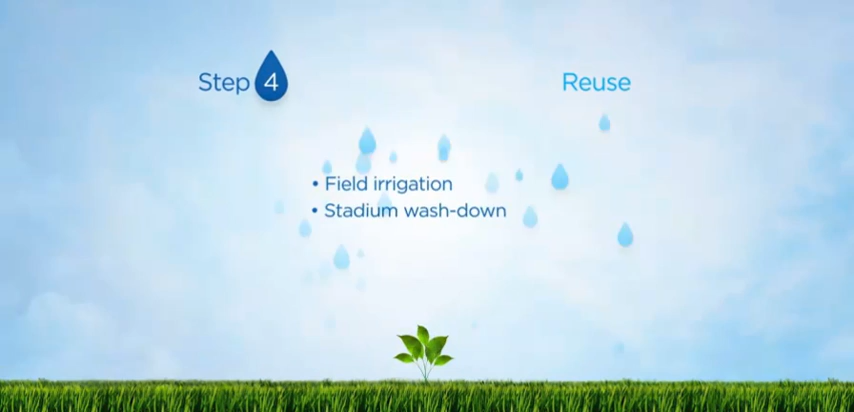 Step 4
Reuse
• Field irrigation
• Stadium wash-down